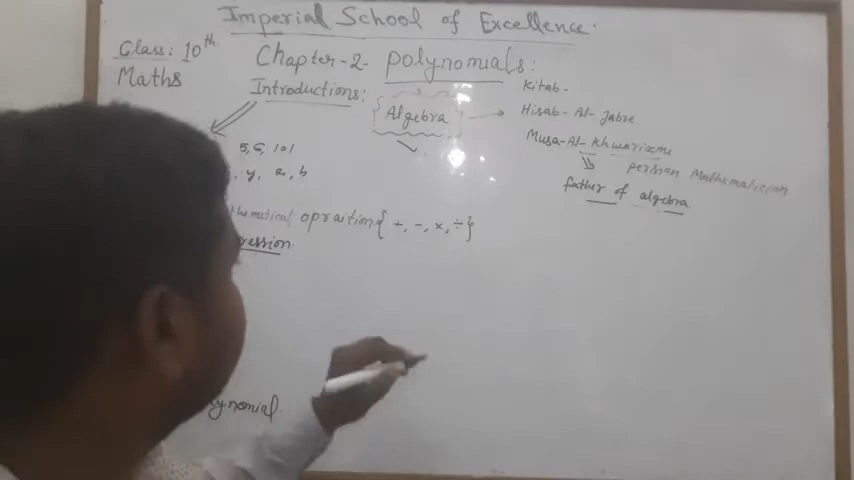 Imperial School of Excellence.
Class: 10th
Maths
Chapter-2- polynomials:
Introductions:
{Algebra}
Kitab-
Hisab-Al-Jabre
Musa-Al-Khwarizmi
persian Mathematician
father of algebra
5, 6, 101
y, a, b
thematical opraition{ +, -, ×, ÷}
ression
ynomial